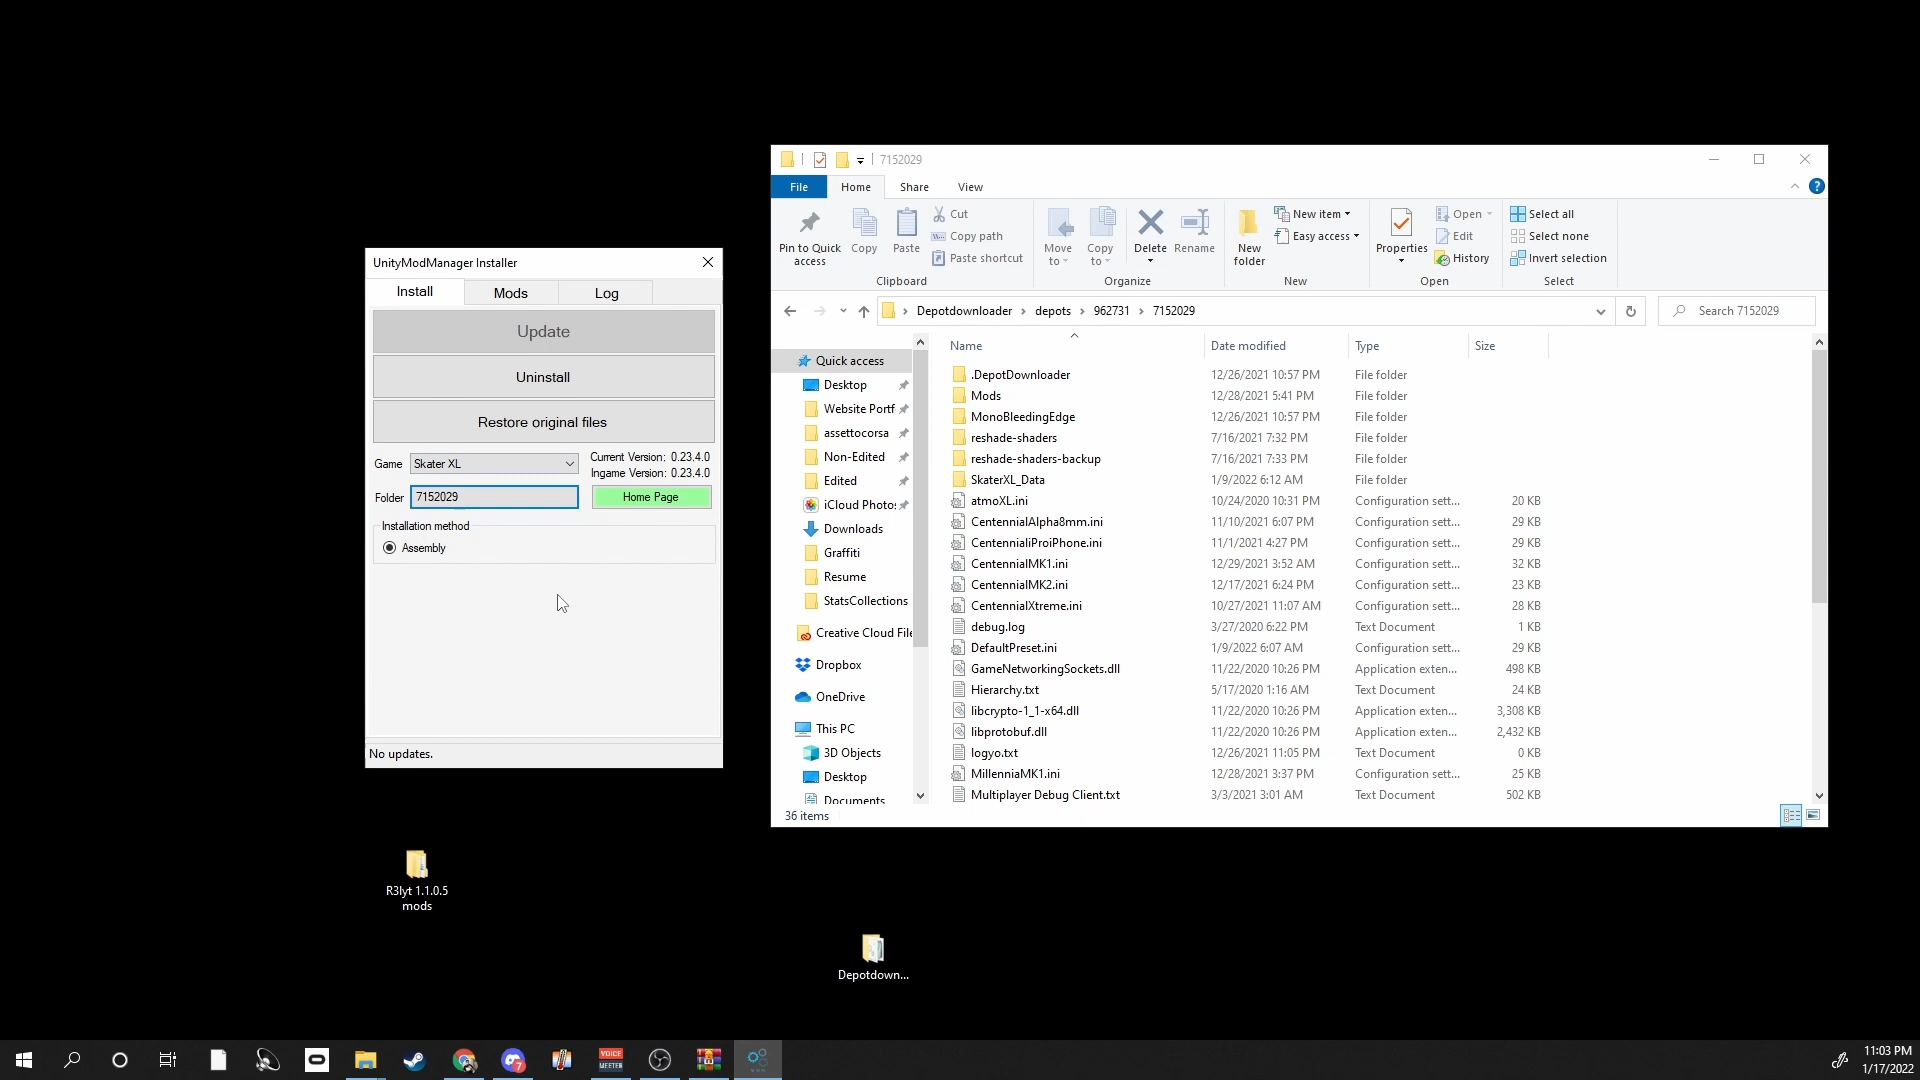 UnityModManager Installer
Install
Mods
Log
Update
Uninstall
Restore original files
Game
Skater XL
Current Version: 0.23.4.0
Ingame Version: 0.23.4.0
Folder
7152029
Home Page
Installation method
Assembly
No updates.
R3lyt 1.1.0.5
mods
Depotdown...
7152029
File
Home
Share
View
Pin to Quick
access
Copy
Paste
Cut
Copy path
Paste shortcut
Clipboard
Move
to
Copy
to
Delete
Rename
Organize
New
folder
New item
Easy access
New
Properties
Open
Edit
History
Open
Select all
Select none
Invert selection
Select
Depotdownloader > depots > 962731 > 7152029
Search 7152029
Quick access
Desktop
Website Portf
assettocorsa
Non-Edited
Edited
iCloud Photo
Downloads
Graffiti
Resume
StatsCollections
Creative Cloud File
Dropbox
OneDrive
This PC
3D Objects
Desktop
Documents
Name Date modified Type Size
.DepotDownloader 12/26/2021 10:57 PM File folder
Mods 12/28/2021 5:41 PM File folder
MonoBleedingEdge 12/26/2021 10:57 PM File folder
reshade-shaders 7/16/2021 7:32 PM File folder
reshade-shaders-backup 7/16/2021 7:33 PM File folder
SkaterXL_Data 1/9/2022 6:12 AM File folder
atmoXL.ini 10/24/2020 10:31 PM Configuration sett... 20 KB
CentennialAlpha8mm.ini 11/10/2021 6:07 PM Configuration sett... 29 KB
CentennialiProiPhone.ini 11/1/2021 4:27 PM Configuration sett... 29 KB
CentennialMK1.ini 12/29/2021 3:52 AM Configuration sett... 32 KB
CentennialMK2.ini 12/17/2021 6:24 PM Configuration sett... 23 KB
CentennialXtreme.ini 10/27/2021 11:07 AM Configuration sett... 28 KB
debug.log 3/27/2020 6:22 PM Text Document 1 KB
DefaultPreset.ini 1/9/2022 6:07 AM Configuration sett... 29 KB
GameNetworkingSockets.dll 11/22/2020 10:26 PM Application exten... 498 KB
Hierarchy.txt 5/17/2020 1:16 AM Text Document 24 KB
libcrypto-1_1-x64.dll 11/22/2020 10:26 PM Application exten... 3,308 KB
libprotobuf.dll 11/22/2020 10:26 PM Application exten... 2,432 KB
logyo.txt 12/26/2021 11:05 PM Text Document 0 KB
MillenniaMK1.ini 12/28/2021 3:37 PM Configuration sett... 25 KB
Multiplayer Debug Client.txt 3/3/2021 3:01 AM Text Document 502 KB
36 items
7
VOICE
MEETER
11:03 PM
1/17/2022